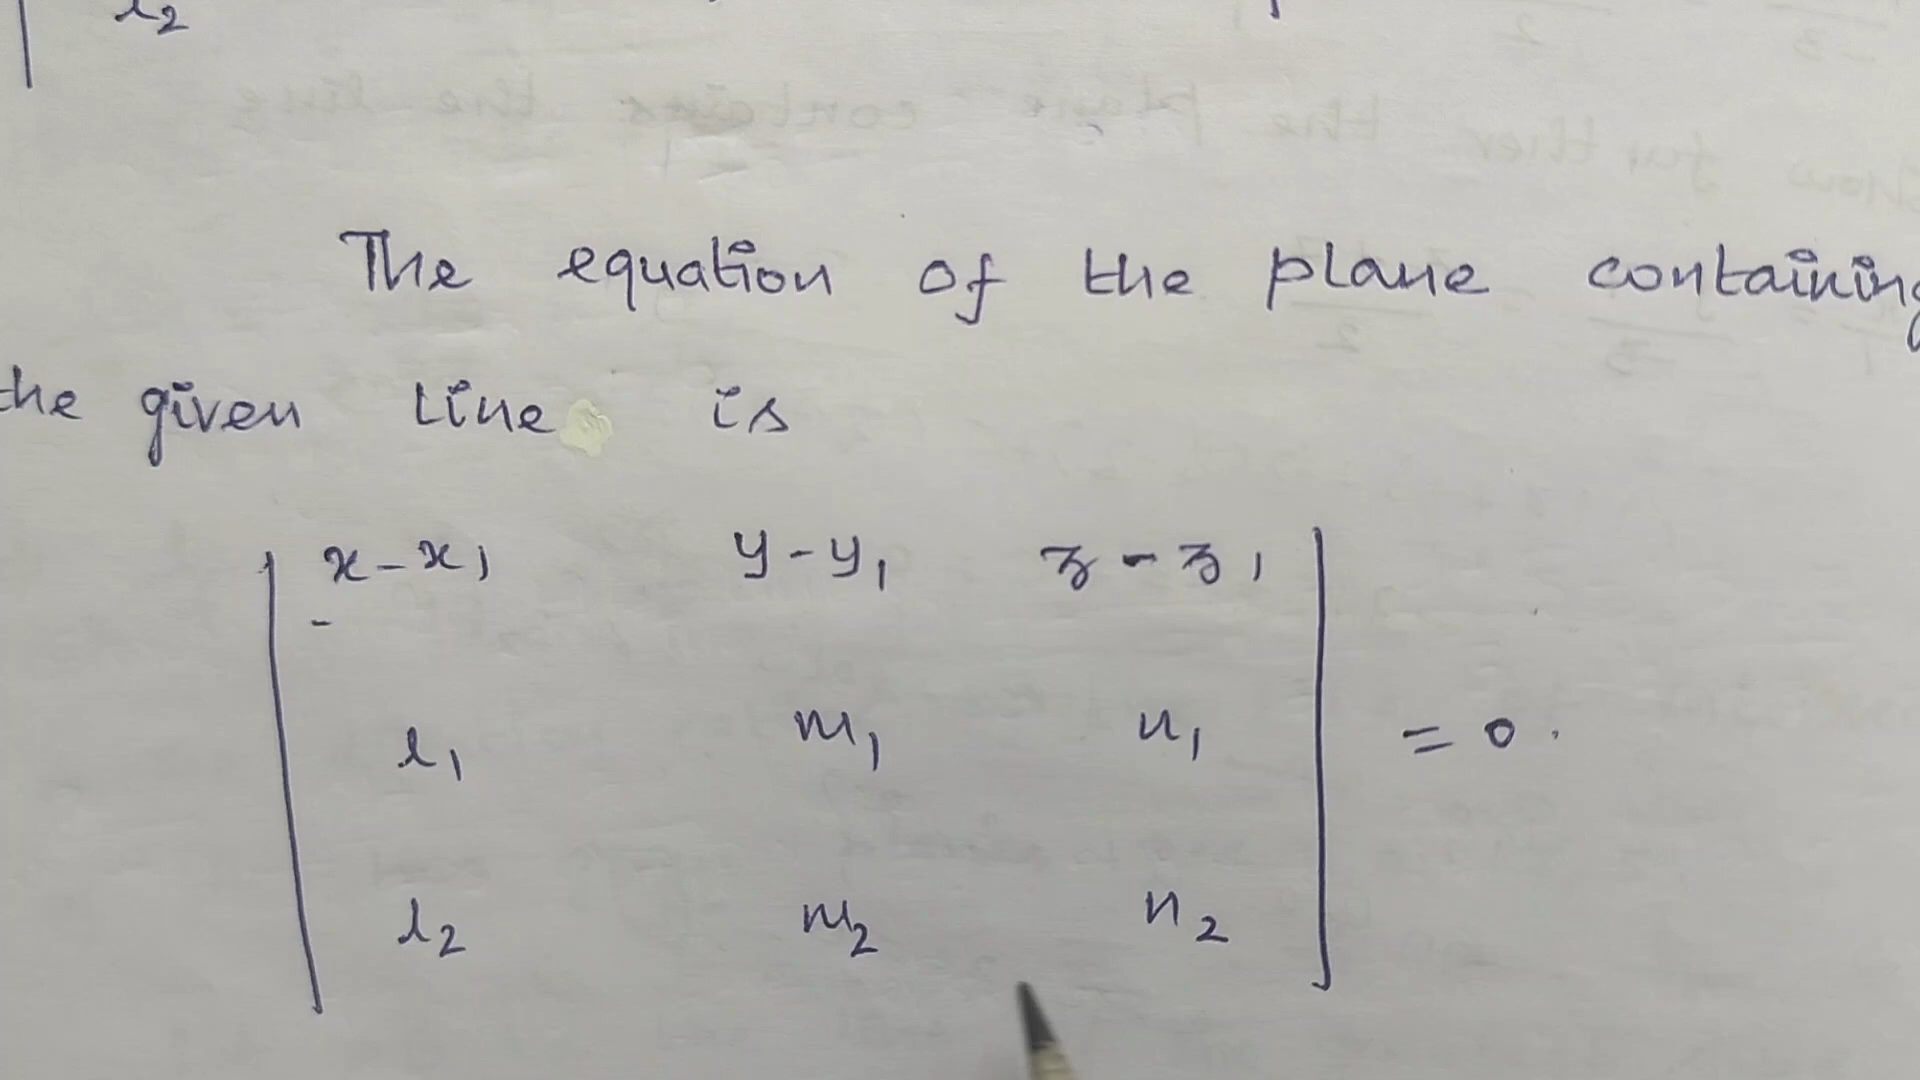 l₂
The equation of the plane containing
the given line is
| x - x₁ y - y₁ z - z₁ |
| l₁ m₁ n₁ | = 0.
| l₂ m₂ n₂ |